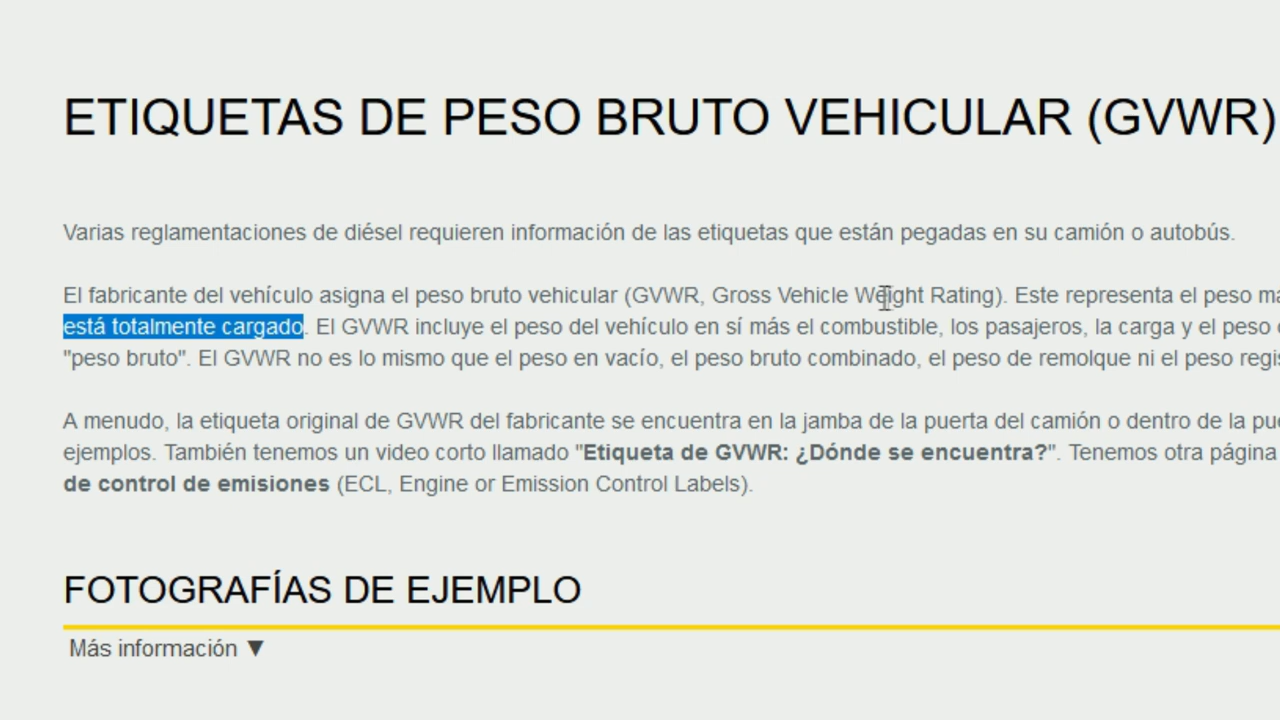 ETIQUETAS DE PESO BRUTO VEHICULAR (GVWR)
Varias reglamentaciones de diésel requieren información de las etiquetas que están pegadas en su camión o autobús.
El fabricante del vehículo asigna el peso bruto vehicular (GVWR, Gross Vehicle Weight Rating). Este representa el peso
está totalmente cargado. El GVWR incluye el peso del vehículo en sí más el combustible, los pasajeros, la carga y el peso
"peso bruto". El GVWR no es lo mismo que el peso en vacío, el peso bruto combinado, el peso de remolque ni el peso
A menudo, la etiqueta original de GVWR del fabricante se encuentra en la jamba de la puerta del camión o dentro de la
ejemplos. También tenemos un video corto llamado "Etiqueta de GVWR: ¿Dónde se encuentra?". Tenemos otra página
de control de emisiones (ECL, Engine or Emission Control Labels).
FOTOGRAFÍAS DE EJEMPLO
Más información ▼